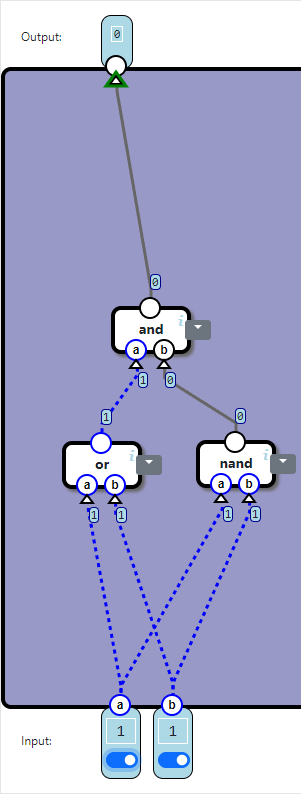 Output:
0
0
i
and
a b
1 0
1 0
i i
or nand
a b a b
1 1 1 1
a b
Input:
1 1